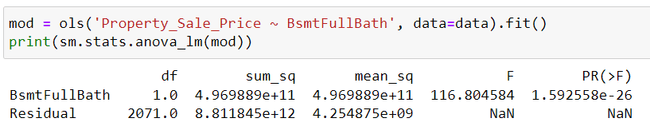 mod = ols('Property_Sale_Price ~ BsmtFullBath', data=data).fit()
print(sm.stats.anova_lm(mod))
df sum_sq mean_sq F PR(>F)
BsmtFullBath 1.0 4.969889e+11 4.969889e+11 116.804584 1.592558e-26
Residual 2071.0 8.811845e+12 4.254875e+09 NaN NaN